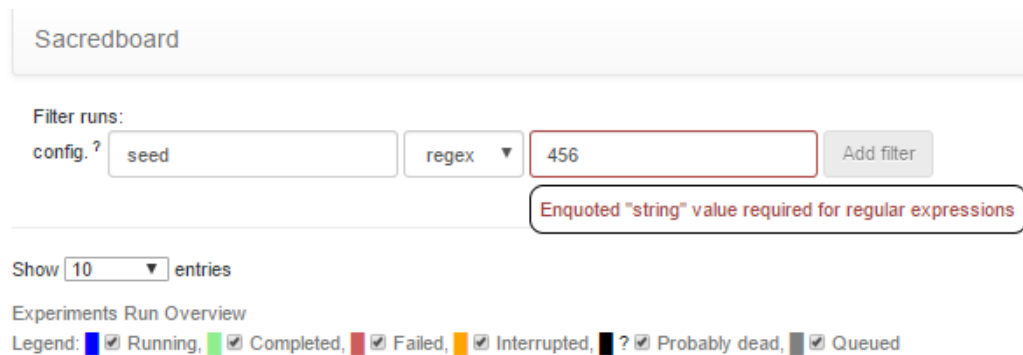 Sacredboard
Filter runs:
config. ? seed regex ▼ 456 Add filter
Enquoted "string" value required for regular expressions
Show 10 ▼ entries
Experiments Run Overview
Legend: Running, Completed, Failed, Interrupted, ? Probably dead, Queued